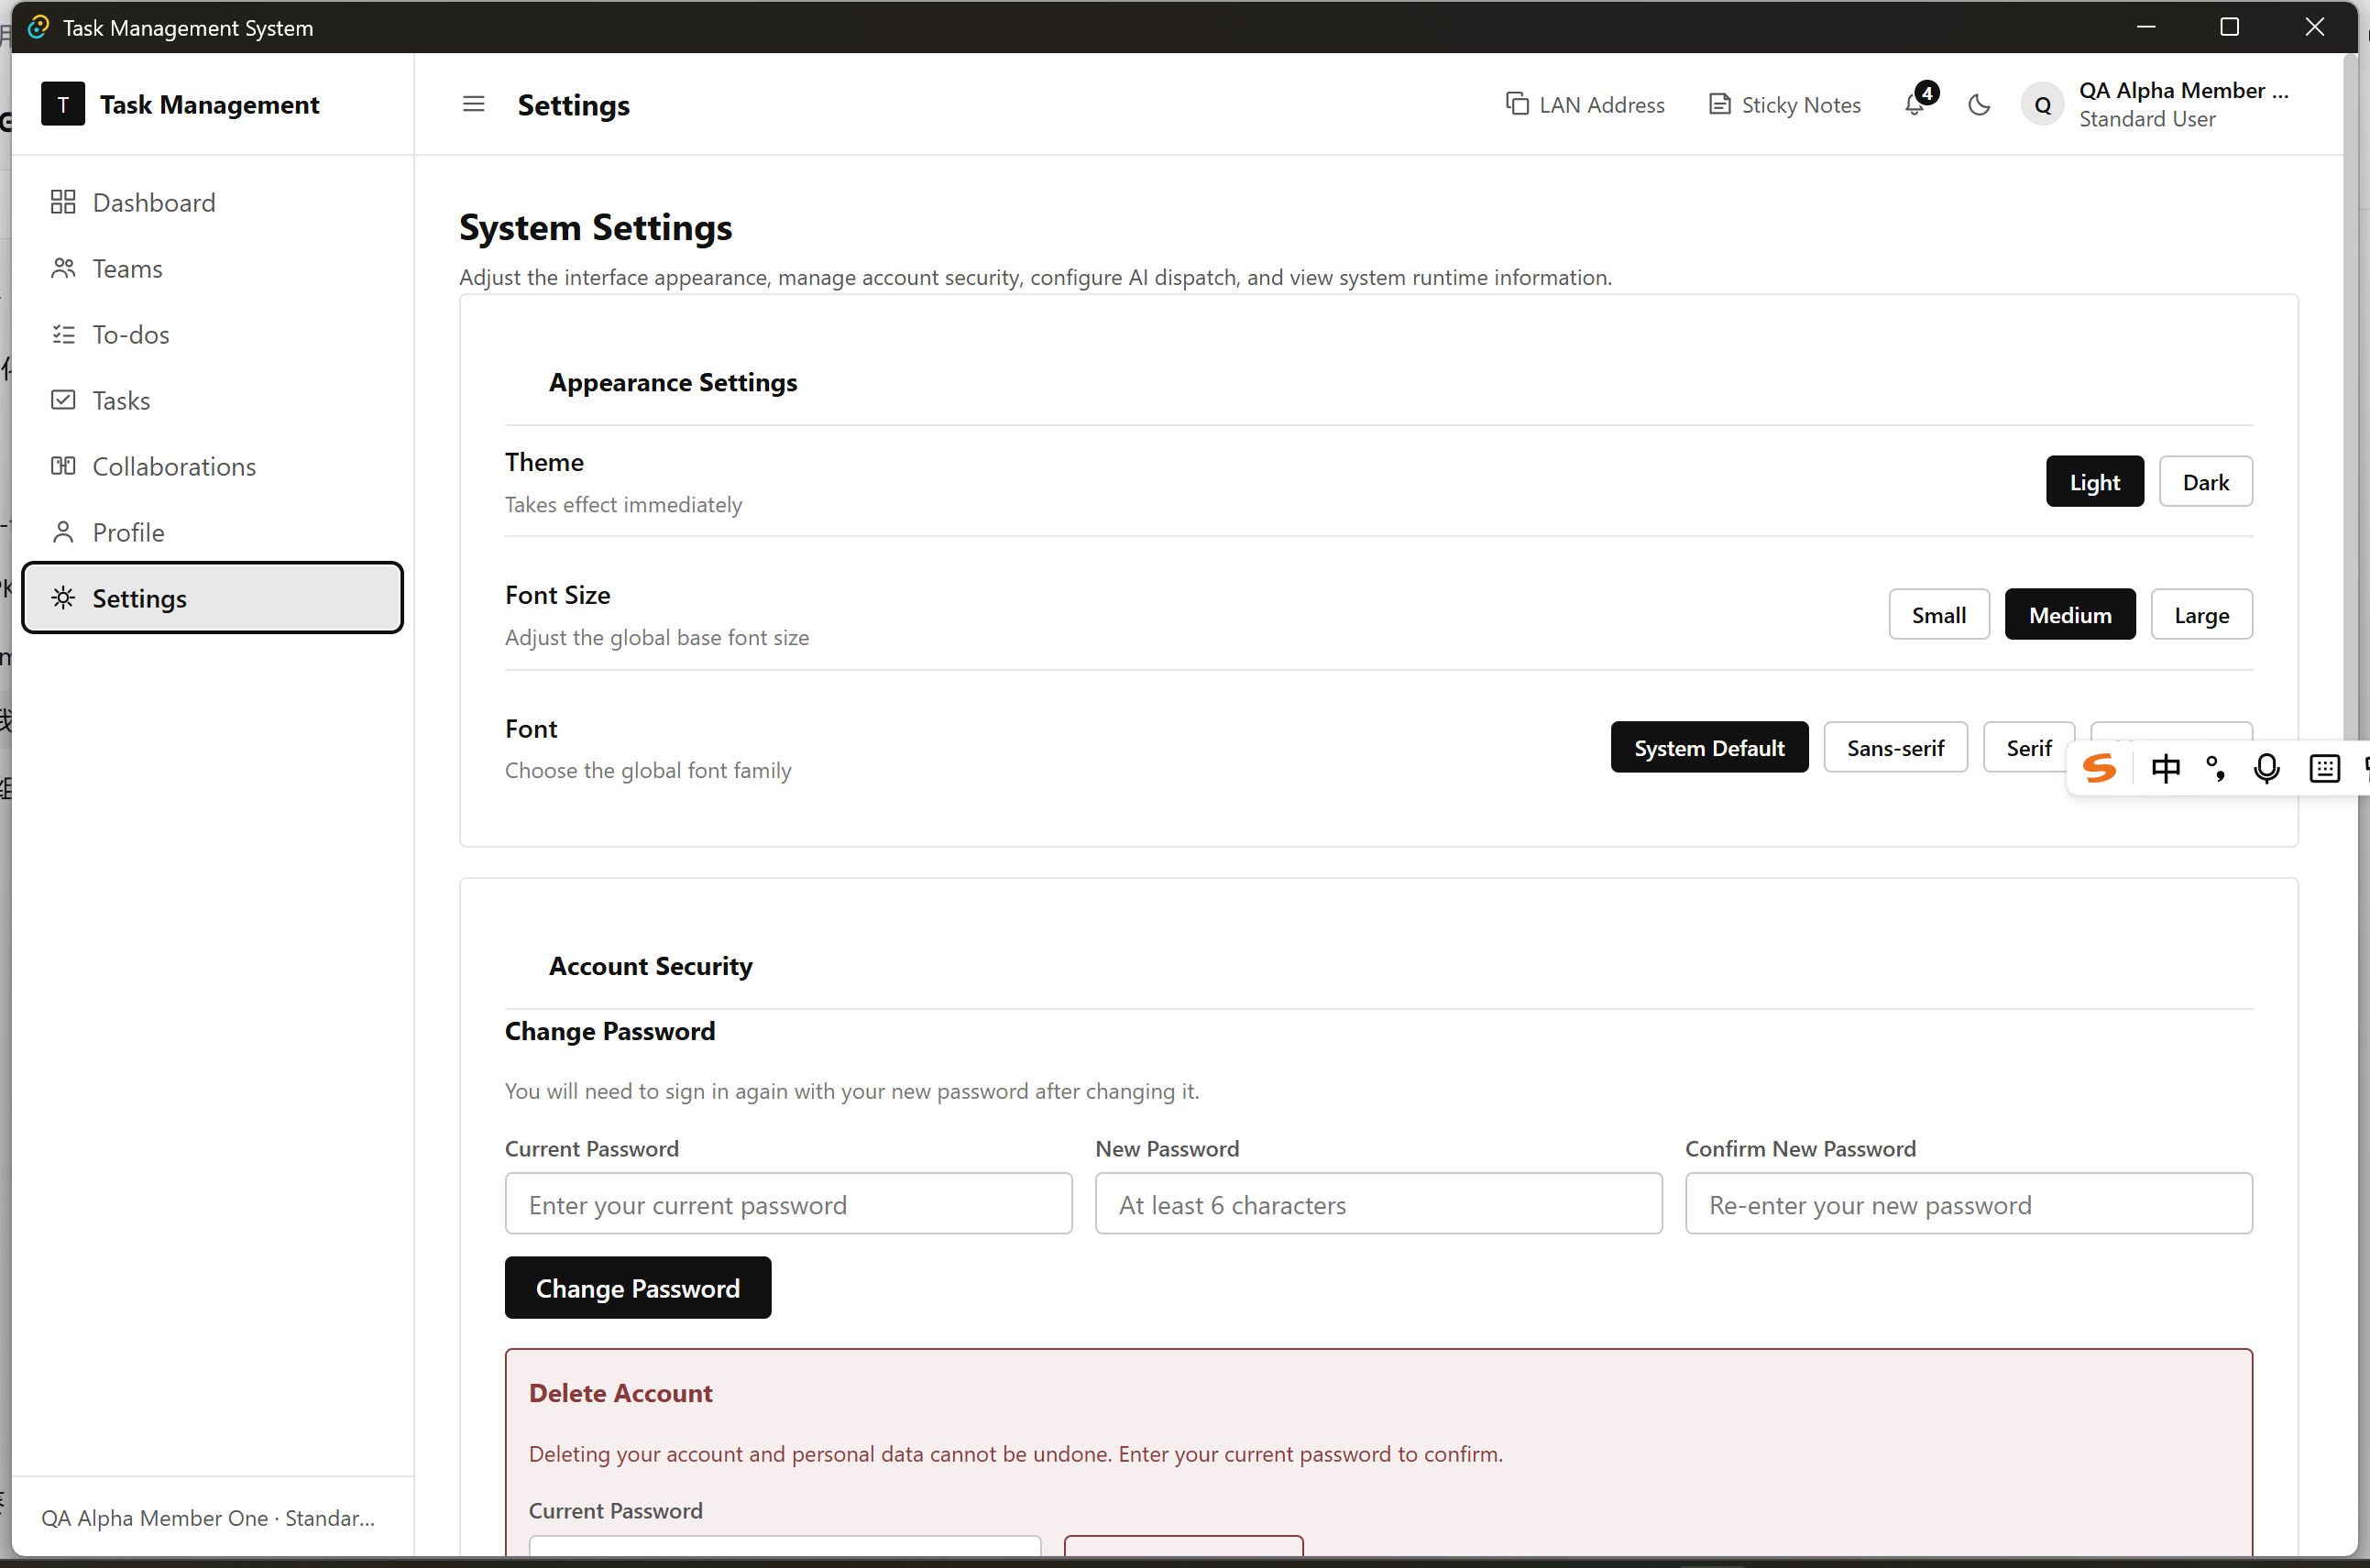 Task Management System
T Task Management
Settings
LAN Address
Sticky Notes
4
Q
QA Alpha Member ...
Standard User
Dashboard
Teams
To-dos
Tasks
Collaborations
Profile
Settings
QA Alpha Member One · Standar...
System Settings
Adjust the interface appearance, manage account security, configure AI dispatch, and view system runtime information.
Appearance Settings
Theme
Takes effect immediately
Light Dark
Font Size
Adjust the global base font size
Small Medium Large
Font
Choose the global font family
System Default Sans-serif Serif
S 中
Account Security
Change Password
You will need to sign in again with your new password after changing it.
Current Password New Password Confirm New Password
Enter your current password At least 6 characters Re-enter your new password
Change Password
Delete Account
Deleting your account and personal data cannot be undone. Enter your current password to confirm.
Current Password